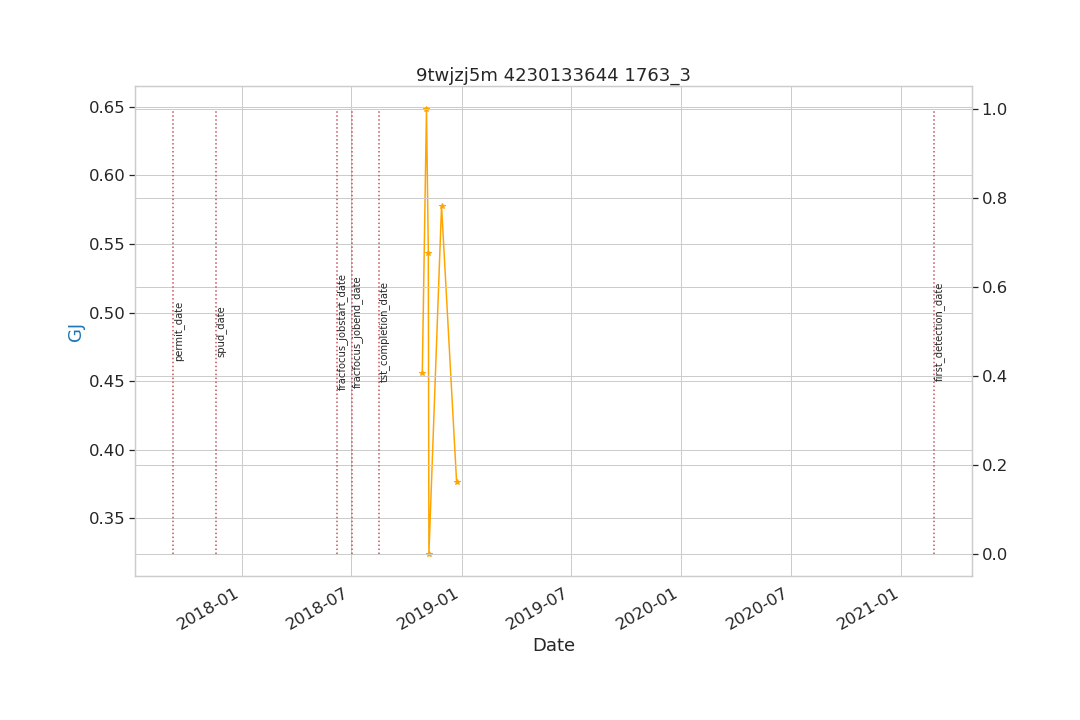 9twjzj5m 4230133644 1763_3
0.65
0.60
0.55
0.50
0.45
0.40
0.35
GJ
1.0
0.8
0.6
0.4
0.2
0.0
permit_date
spud_date
fracfocus_jobstart_date
fracfocus_jobend_date
tst_completion_date
first_detection_date
2018-01
2018-07
2019-01
2019-07
2020-01
2020-07
2021-01
Date